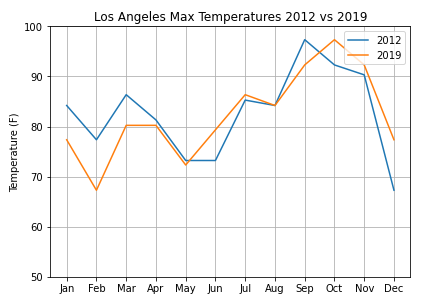 Los Angeles Max Temperatures 2012 vs 2019
Temperature (F)
100
90
80
70
60
50
2012
2019
Jan Feb Mar Apr May Jun Jul Aug Sep Oct Nov Dec